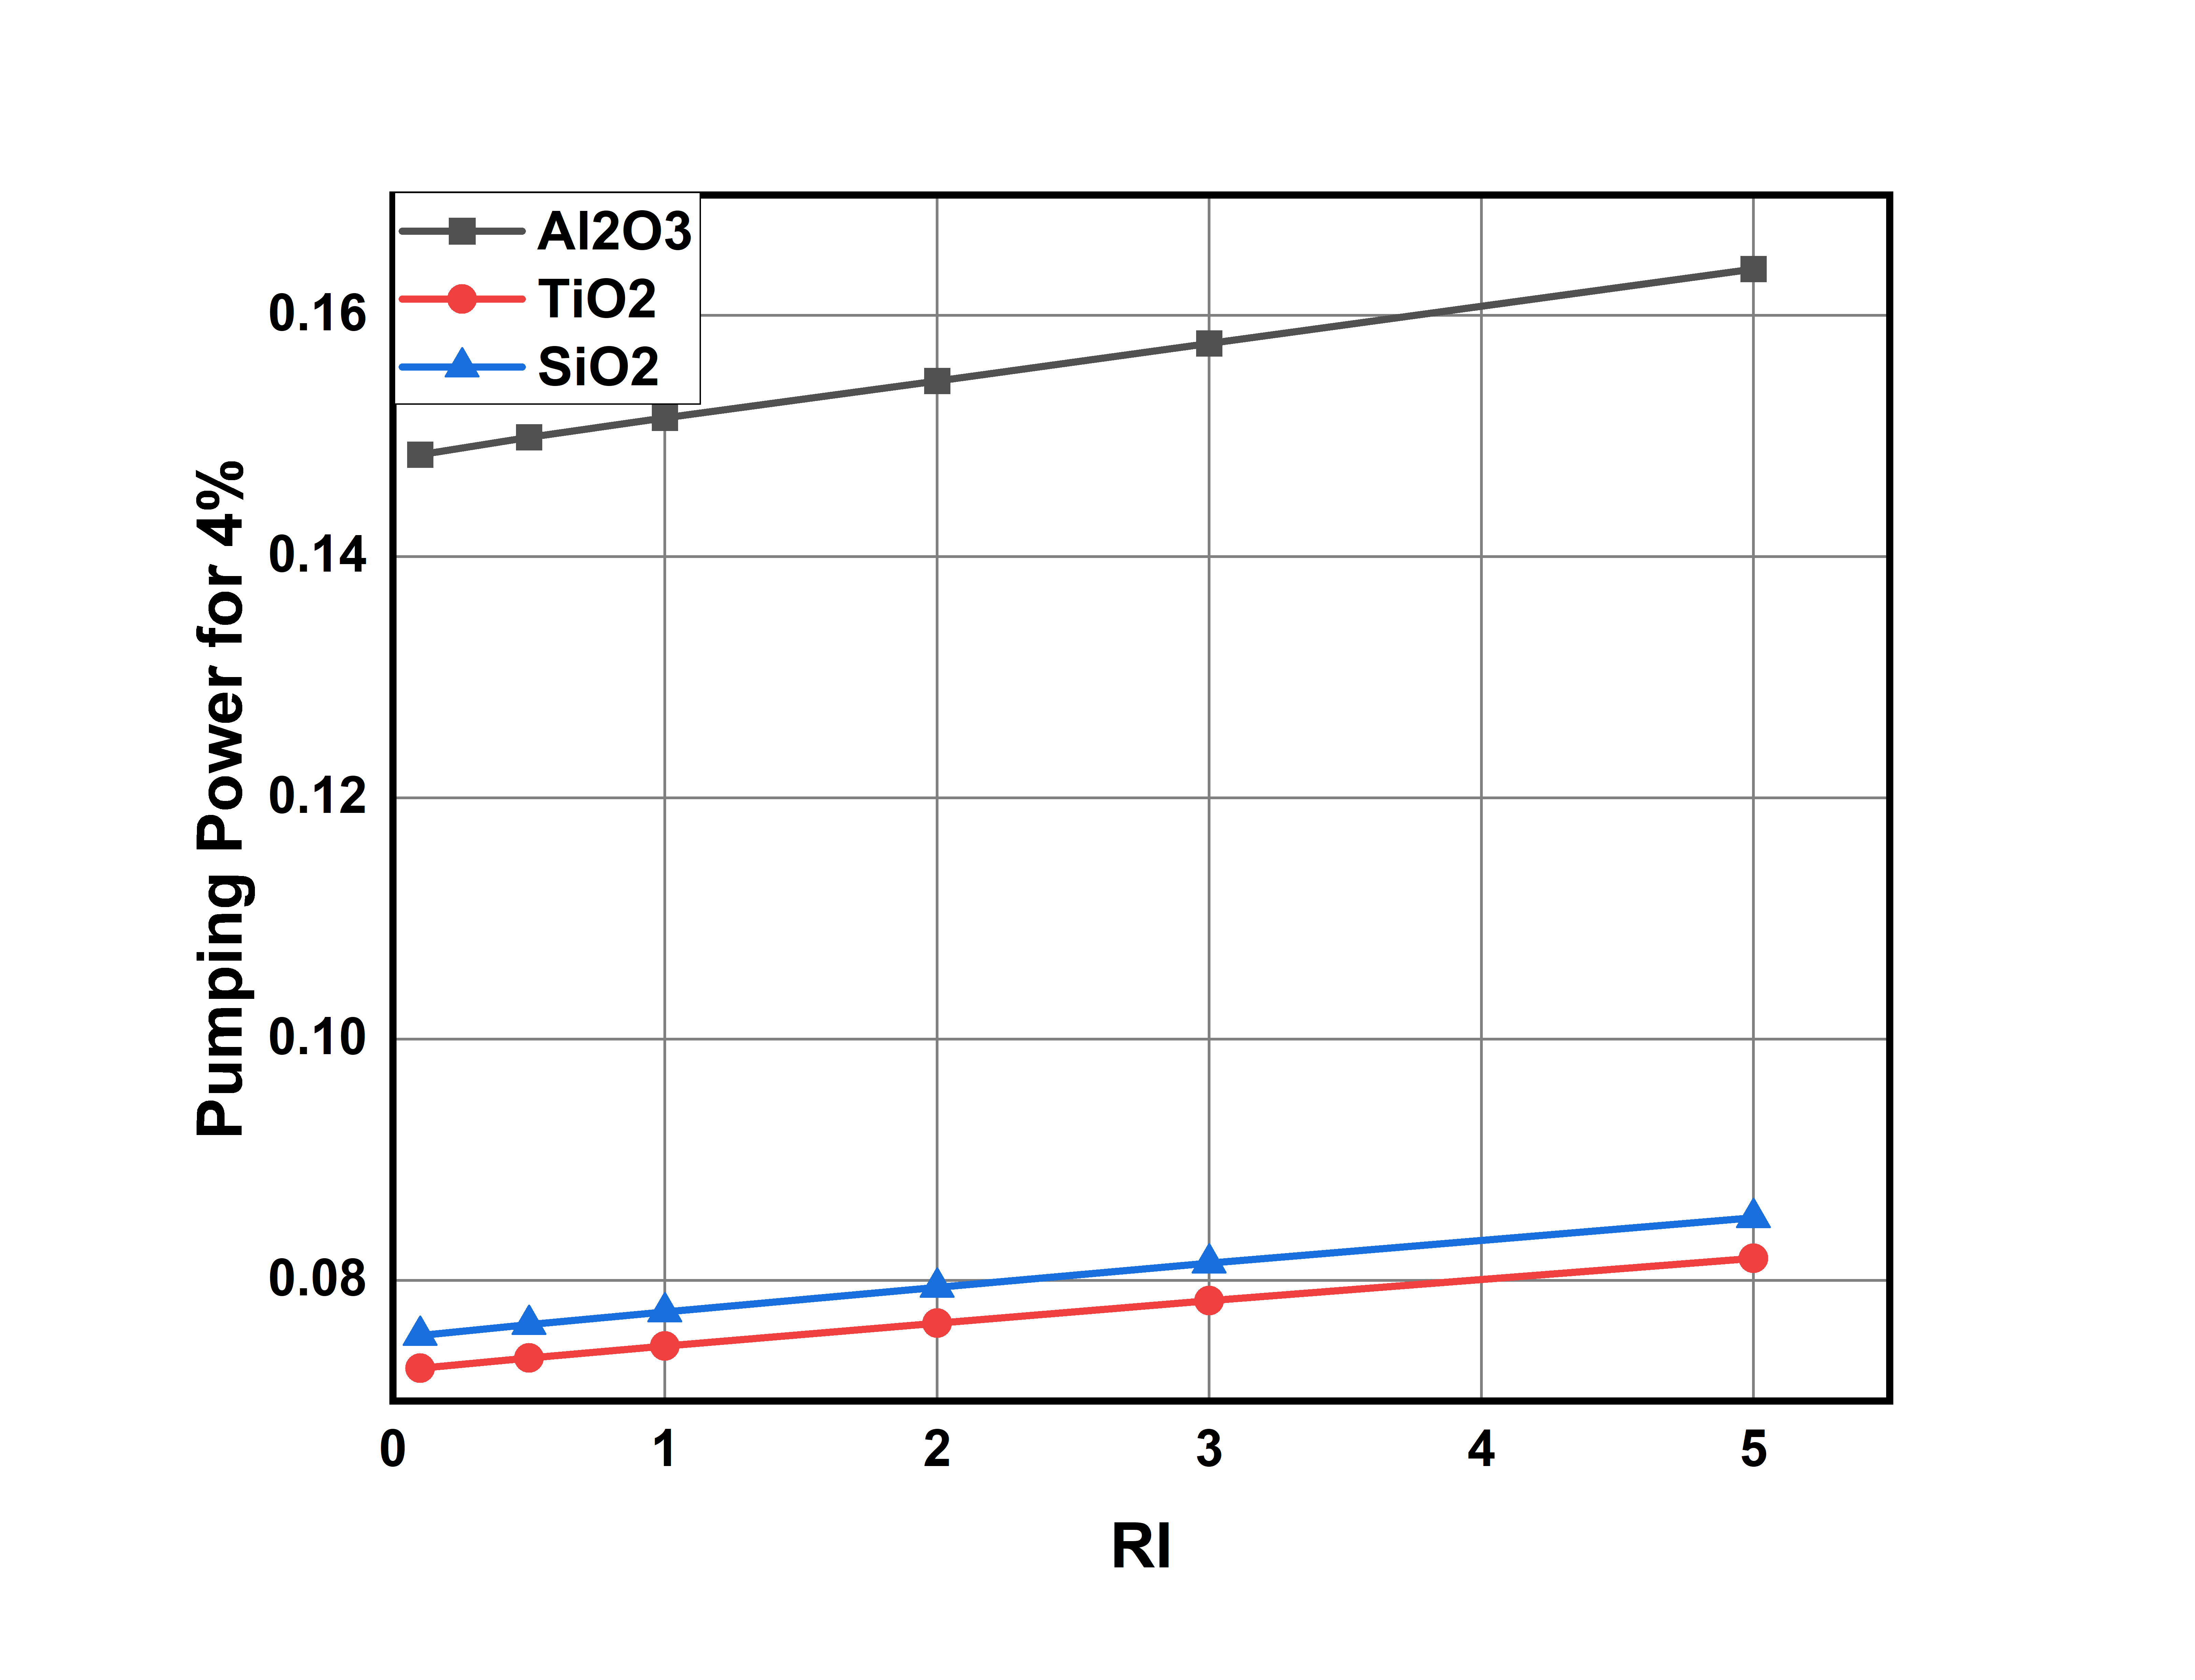 Al2O3
TiO2
SiO2
Pumping Power for 4%
0.16
0.14
0.12
0.10
0.08
0 1 2 3 4 5
RI